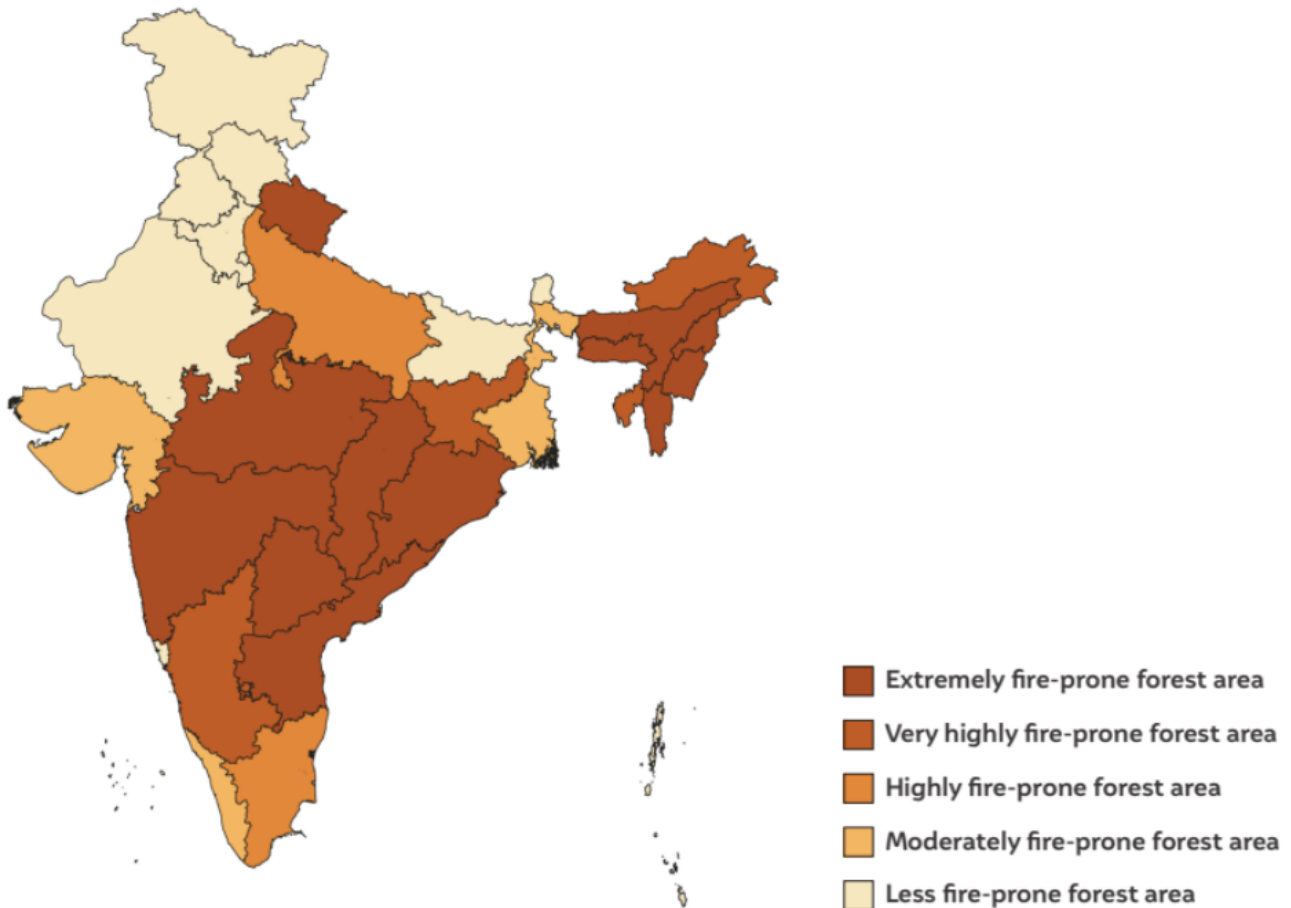 Extremely fire-prone forest area
Very highly fire-prone forest area
Highly fire-prone forest area
Moderately fire-prone forest area
Less fire-prone forest area